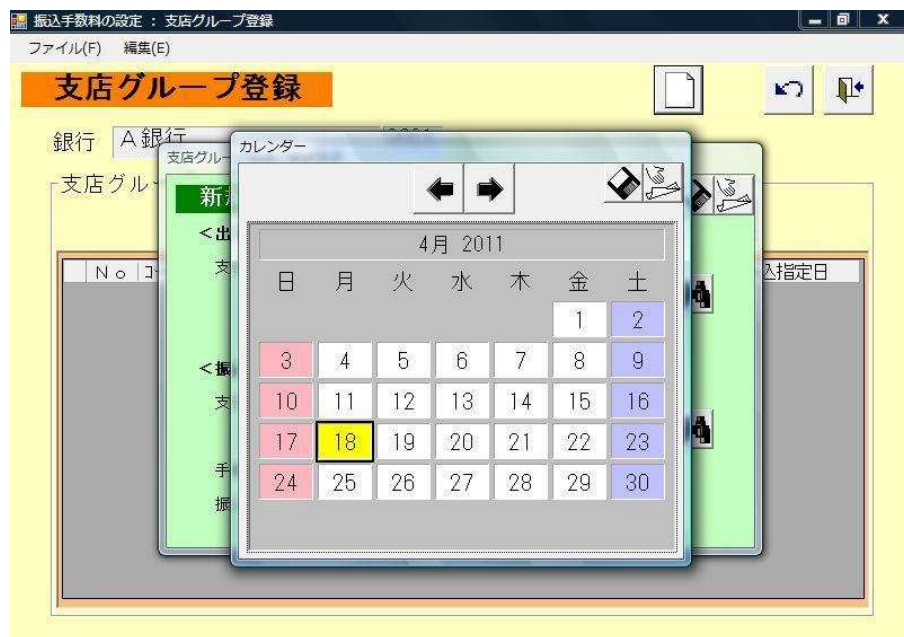 振込手数料の設定 : 支店グループ登録
ファイル(F) 編集(E)
支店グループ登録
銀行 A銀行
支店グル
カレンダー
支店グル
新
<出
支
No
込指定日
4月 2011
日 月 火 水 木 金 土
1 2
3 4 5 6 7 8 9
10 11 12 13 14 15 16
17 18 19 20 21 22 23
24 25 26 27 28 29 30
<振
支
手
振